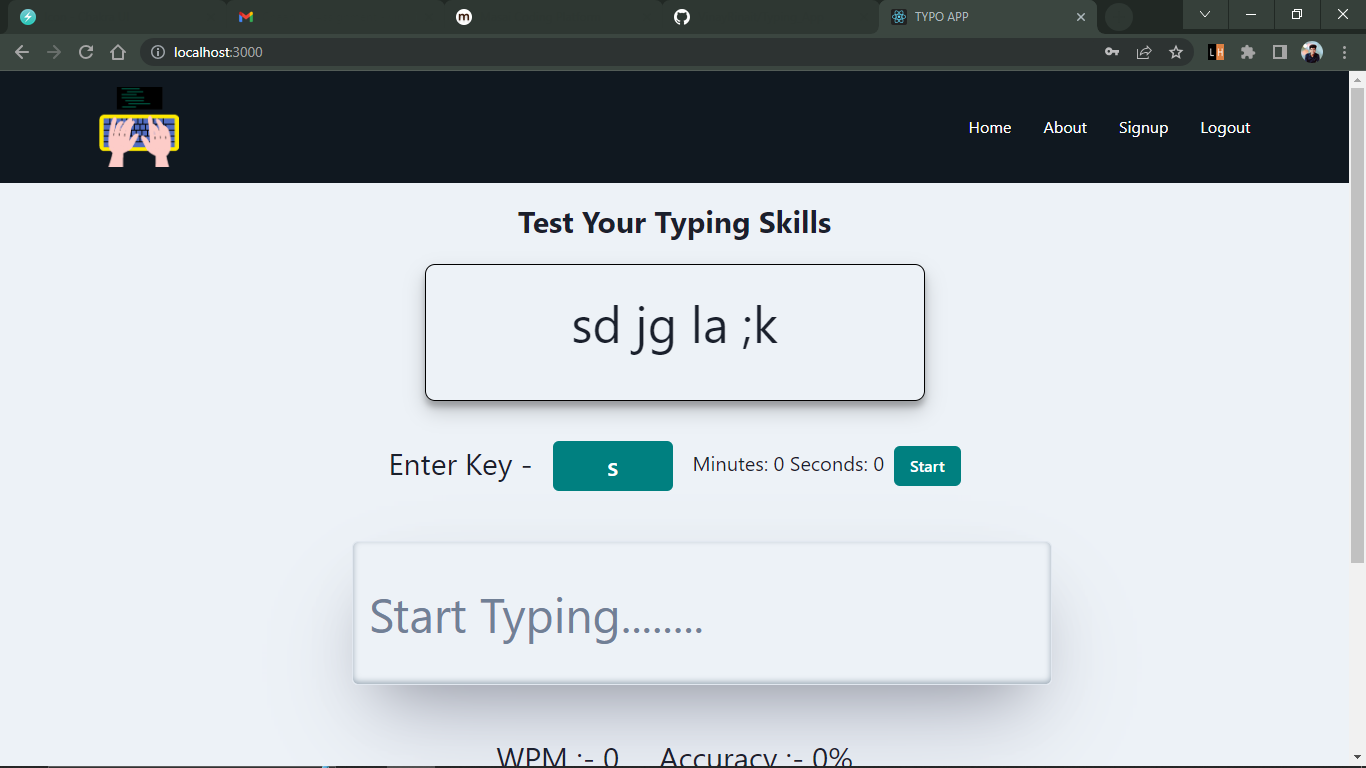 TYPO APP
localhost:3000
Home About Signup Logout
Test Your Typing Skills
sd jg la ;k
Enter Key - s Minutes: 0 Seconds: 0 Start
Start Typing........
WPM :- 0 Accuracy :- 0%